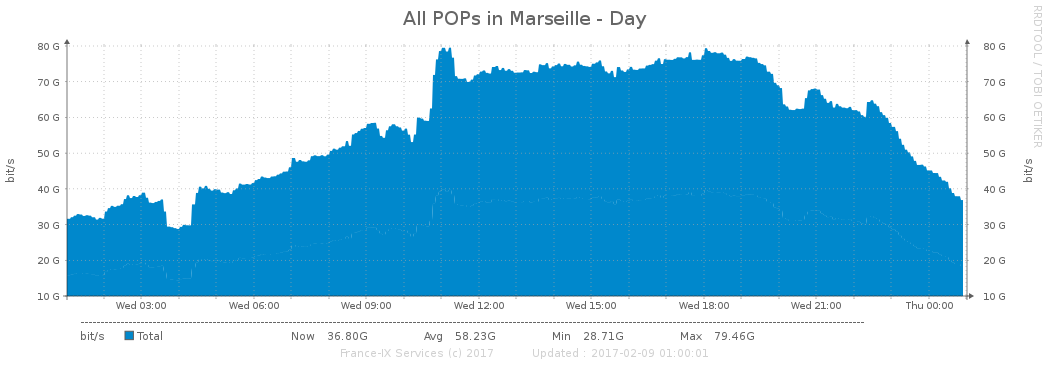 All POPs in Marseille - Day
RRDTOOL / TOBI OETIKER
bit/s
80 G 80 G
70 G 70 G
60 G 60 G
50 G 50 G
40 G 40 G
30 G 30 G
20 G 20 G
10 G 10 G
bit/s
Wed 03:00 Wed 06:00 Wed 09:00 Wed 12:00 Wed 15:00 Wed 18:00 Wed 21:00 Thu 00:00
bit/s Total Now 36.80G Avg 58.23G Min 28.71G Max 79.46G
France-IX Services (c) 2017 Updated : 2017-02-09 01:00:01